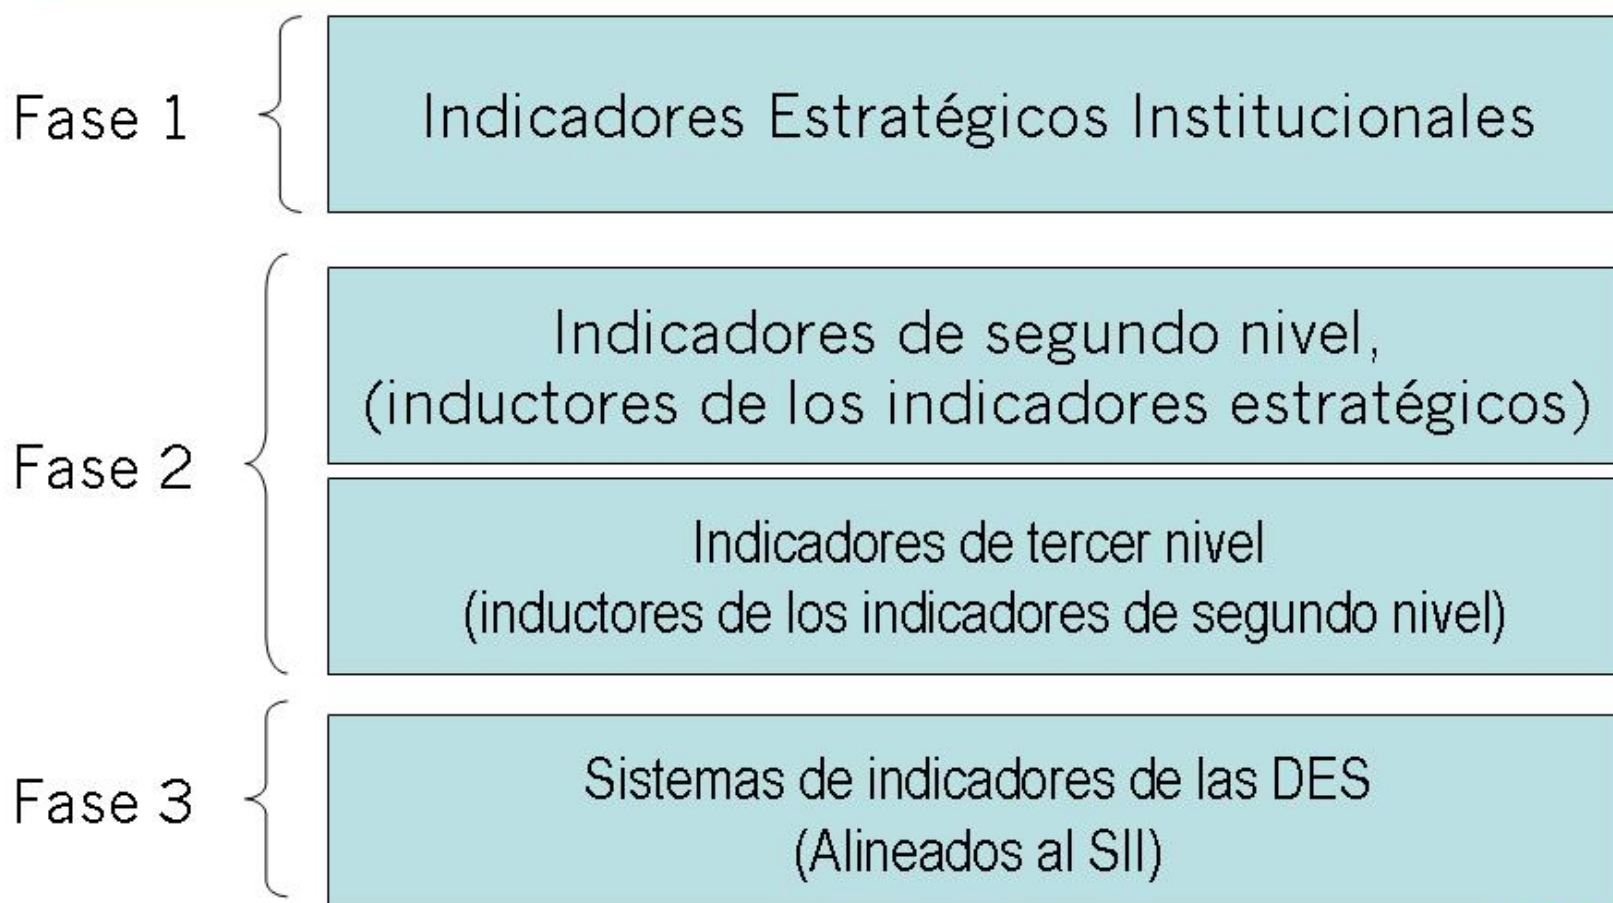 Fase 1
Indicadores Estratégicos Institucionales
Fase 2
Indicadores de segundo nivel,
(inductores de los indicadores estratégicos)
Indicadores de tercer nivel
(inductores de los indicadores de segundo nivel)
Fase 3
Sistemas de indicadores de las DES
(Alineados al SII)